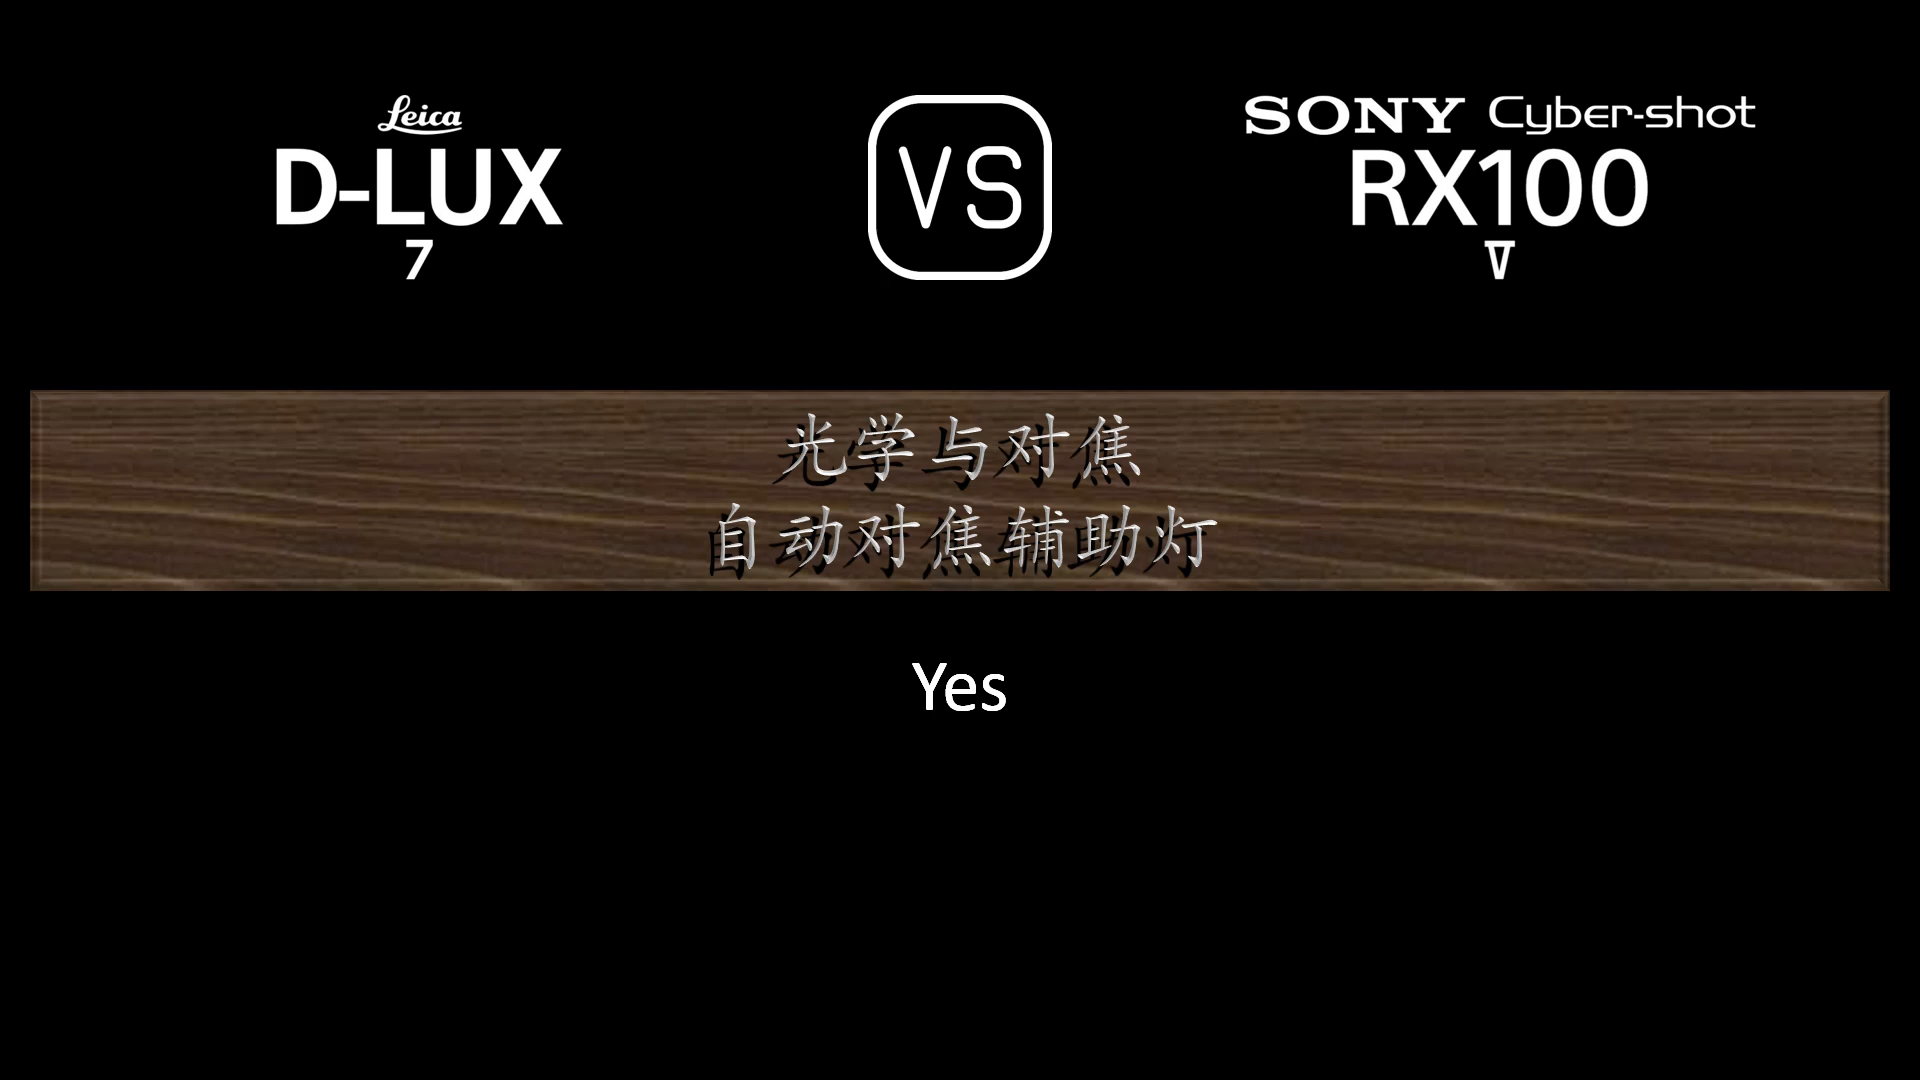 Leica
D-LUX
7
VS
SONY Cyber-shot
RX100
V
光学与对焦
自动对焦辅助灯
Yes